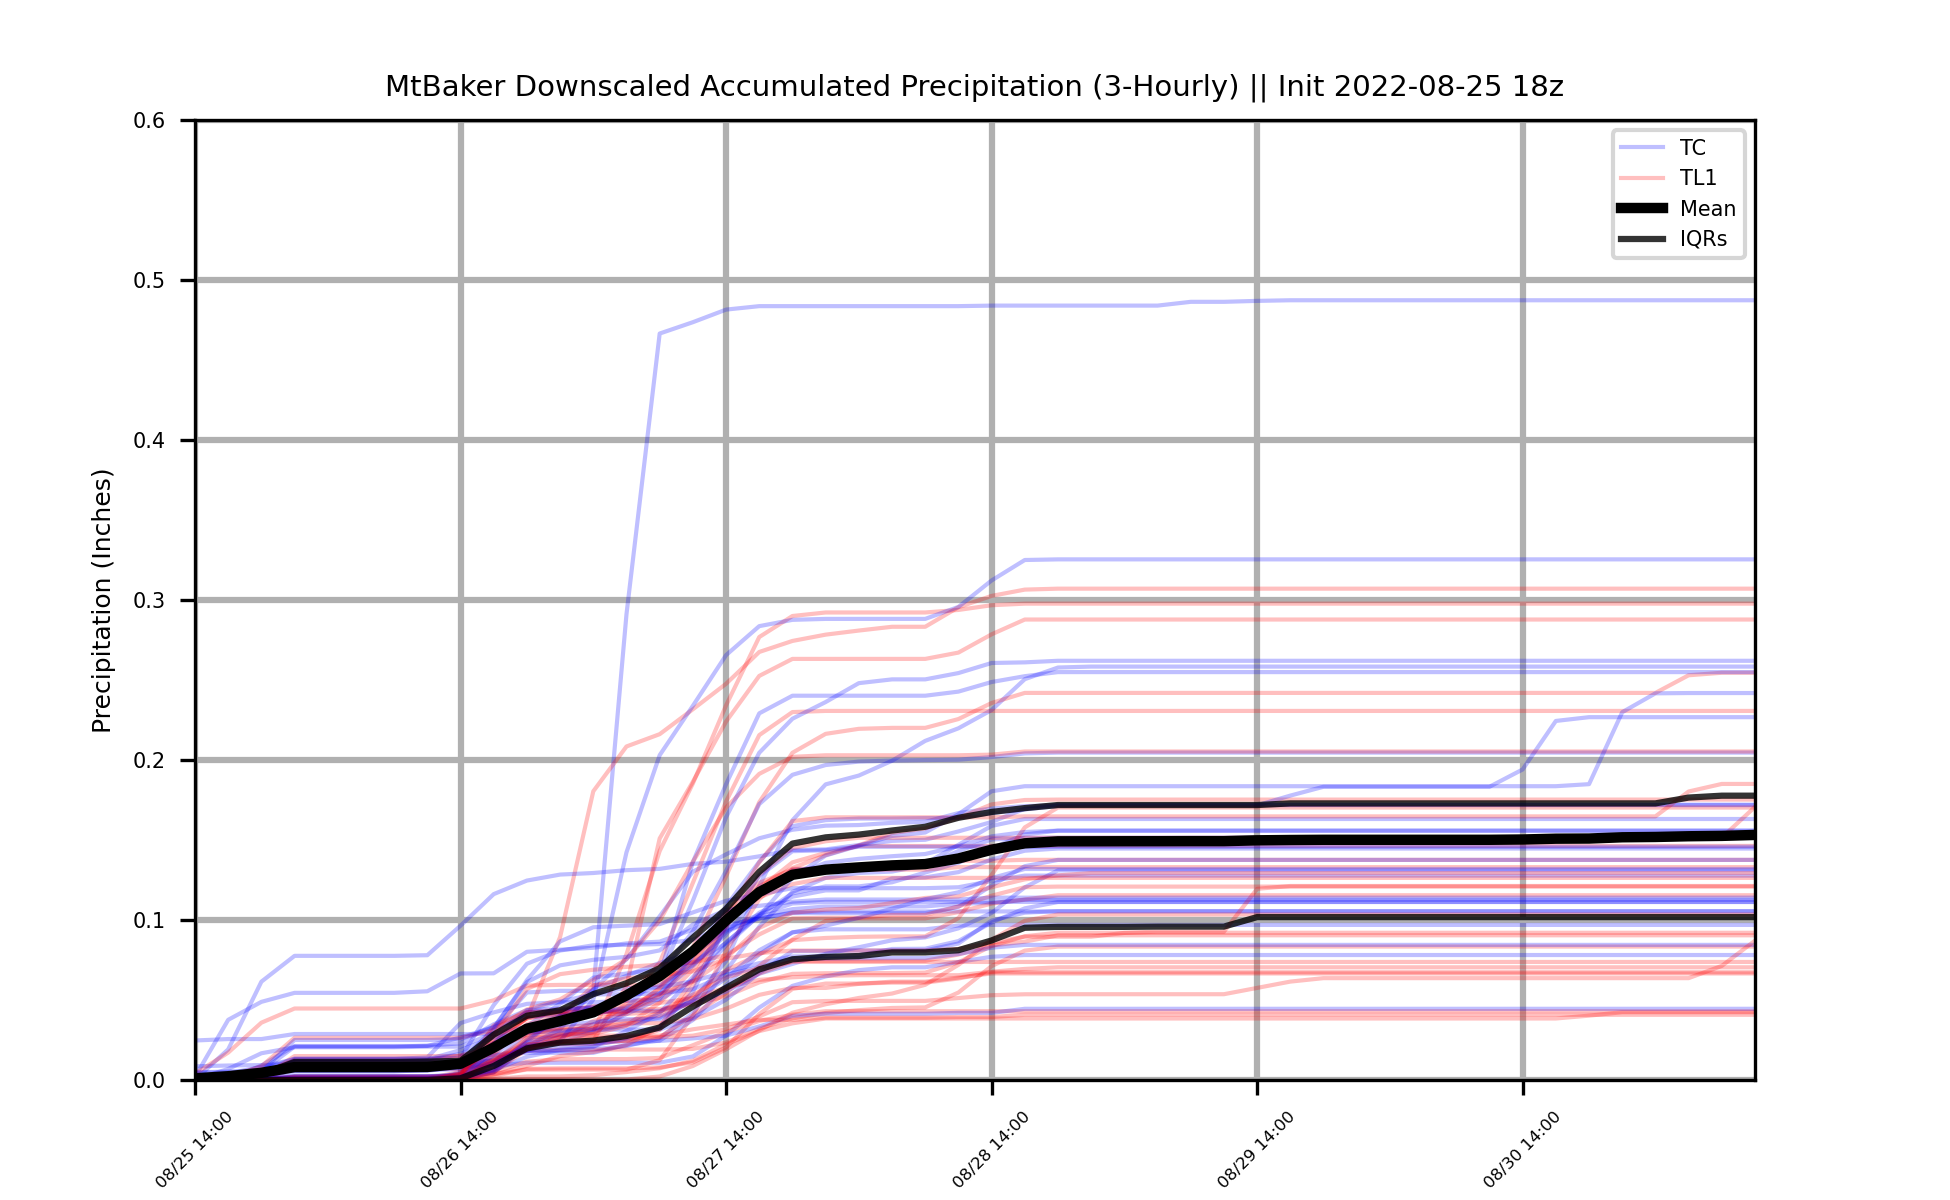 MtBaker Downscaled Accumulated Precipitation (3-Hourly) || Init 2022-08-25 18z
TC
TL1
Mean
IQRs
Precipitation (Inches)
0.6
0.5
0.4
0.3
0.2
0.1
0.0
08/25 14:00
08/26 14:00
08/27 14:00
08/28 14:00
08/29 14:00
08/30 14:00